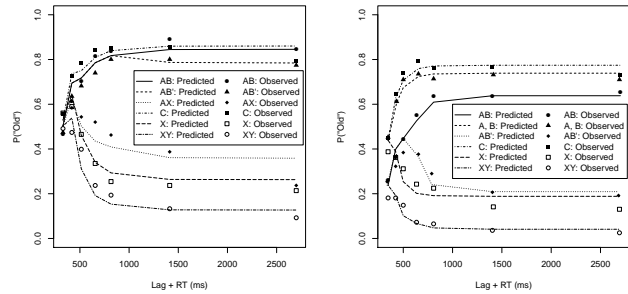 P("Old")
0.0 0.2 0.4 0.6 0.8 1.0
AB: Predicted AB: Observed
AB': Predicted AB': Observed
AX: Predicted AX: Observed
C: Predicted C: Observed
X: Predicted X: Observed
XY: Predicted XY: Observed
500 1000 1500 2000 2500
Lag + RT (ms)
P("Old")
0.0 0.2 0.4 0.6 0.8 1.0
AB: Predicted AB: Observed
A, B: Predicted A, B: Observed
AB': Predicted AB': Observed
C: Predicted C: Observed
X: Predicted X: Observed
XY: Predicted XY: Observed
500 1000 1500 2000 2500
Lag + RT (ms)